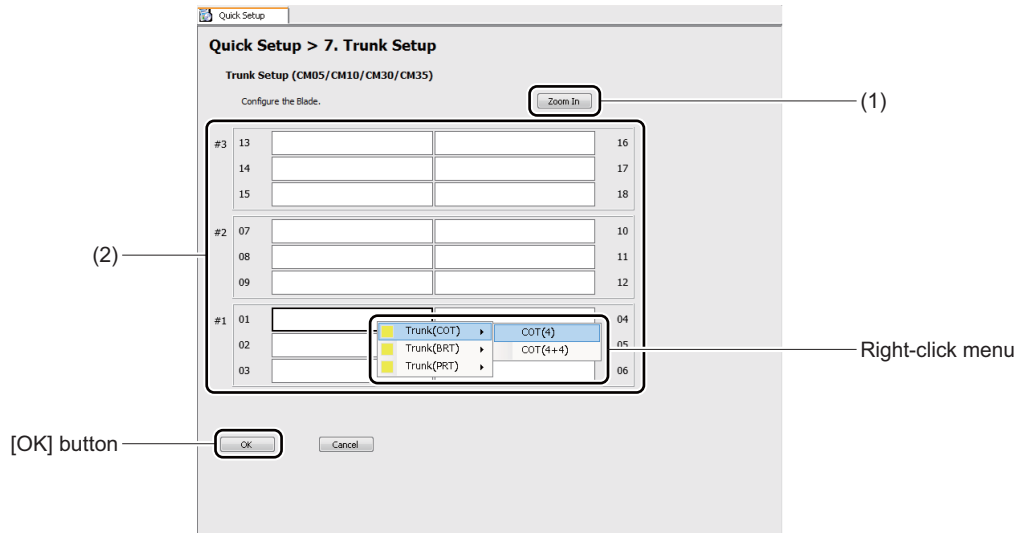 Quick Setup
Quick Setup > 7. Trunk Setup
Trunk Setup (CM05/CM10/CM30/CM35)
Configure the Blade.
Zoom In
(1)
#3 13 16
14 17
15 18
#2 07 10
(2) 08 11
09 12
#1 01 04
Trunk(COT) COT(4)
02 05
Trunk(BRT) COT(4+4)
Right-click menu
03 06
Trunk(PRT)
[OK] button
OK
Cancel